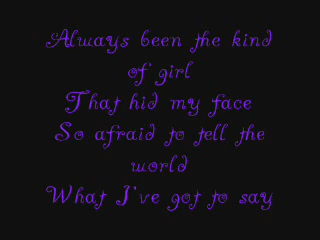 Always been the kind
of girl
That hid my face
So afraid to tell the
world
What I've got to say